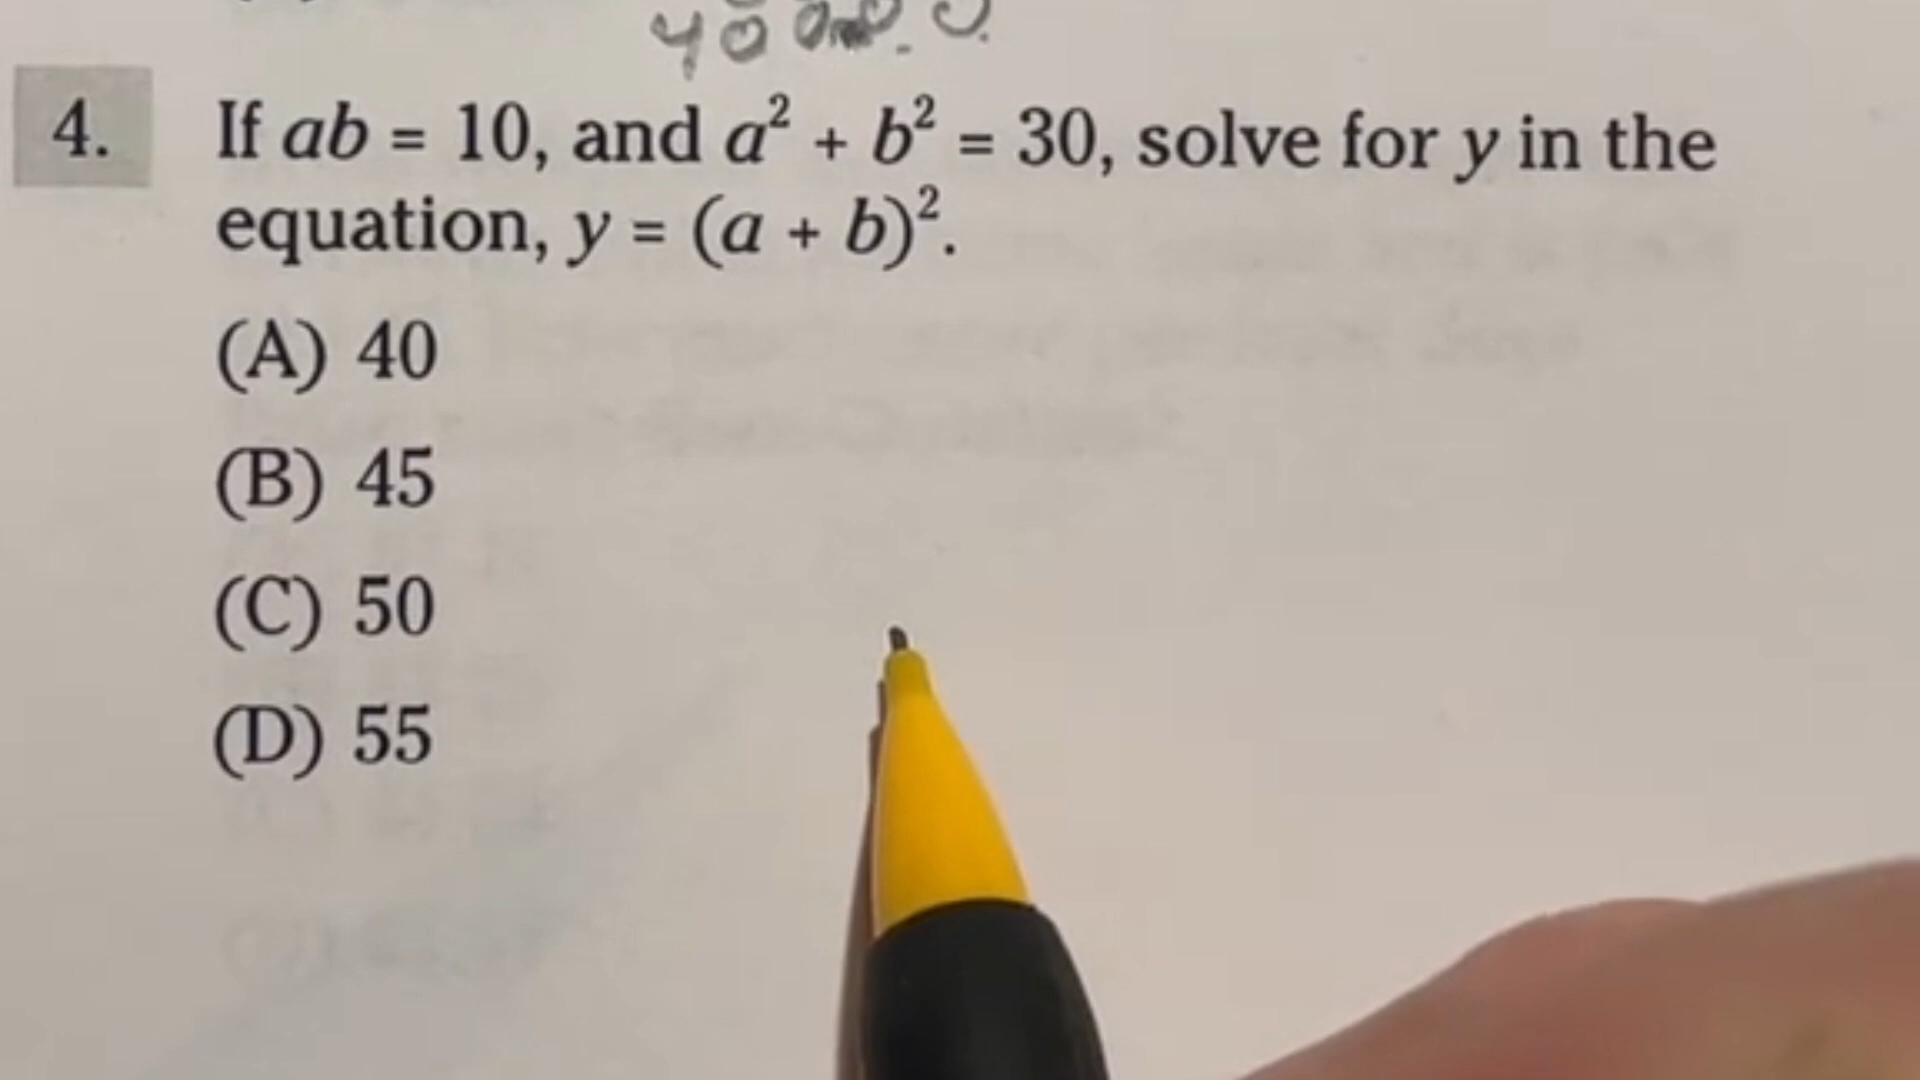 4. If ab = 10, and a² + b² = 30, solve for y in the
equation, y = (a + b)².
(A) 40
(B) 45
(C) 50
(D) 55